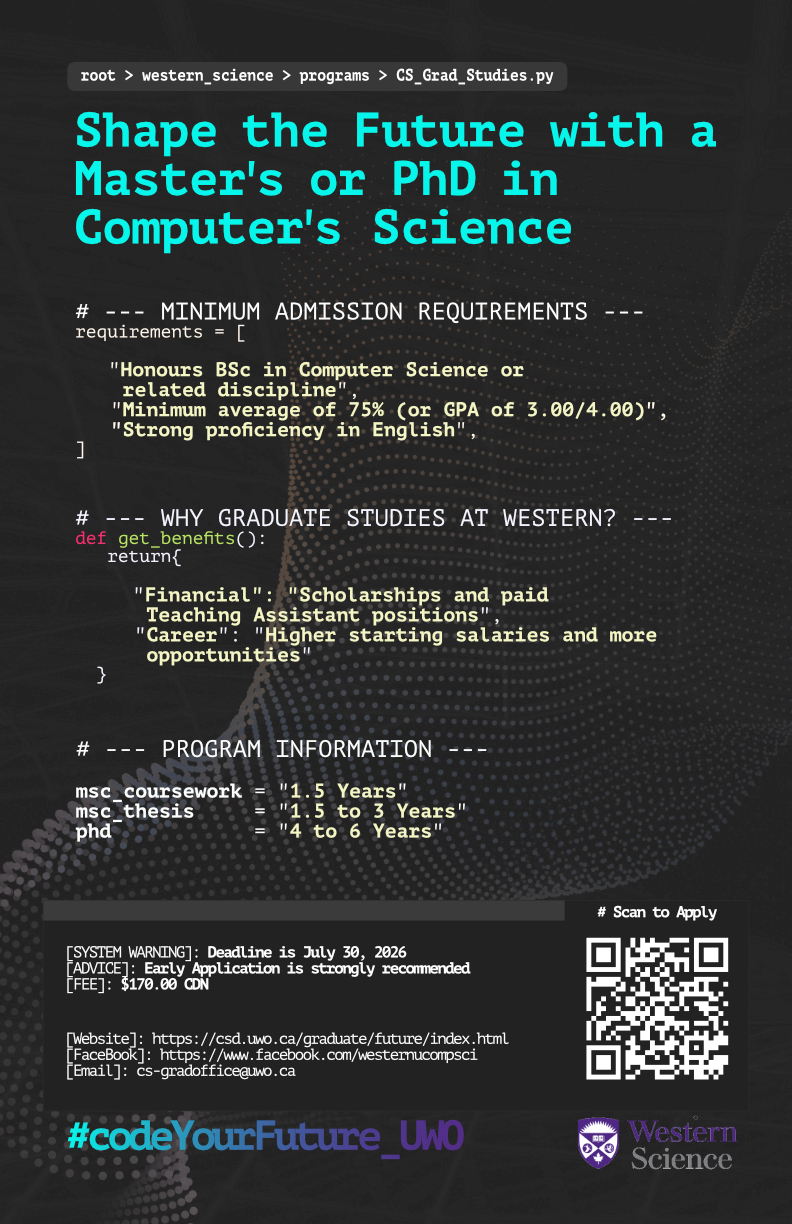 root > western_science > programs > CS_Grad_Studies.py
Shape the Future with a
Master's or PhD in
Computer's Science
# --- MINIMUM ADMISSION REQUIREMENTS ---
requirements = [
"Honours BSc in Computer Science or
related discipline",
"Minimum average of 75% (or GPA of 3.00/4.00)",
"Strong proficiency in English",
]
# --- WHY GRADUATE STUDIES AT WESTERN? ---
def get_benefits():
return{
"Financial": "Scholarships and paid
Teaching Assistant positions",
"Career": "Higher starting salaries and more
opportunities"
}
# --- PROGRAM INFORMATION ---
msc_coursework = "1.5 Years"
msc_thesis = "1.5 to 3 Years"
phd = "4 to 6 Years"
# Scan to Apply
[SYSTEM WARNING]: Deadline is July 30, 2026
[ADVICE]: Early Application is strongly recommended
[FEE]: $170.00 CDN
[Website]: https://csd.uwo.ca/graduate/future/index.html
[FaceBook]: https://www.facebook.com/westernucompsci
[Email]: cs-gradoffice@uwo.ca
#codeYourFuture_UWO
Western
Science